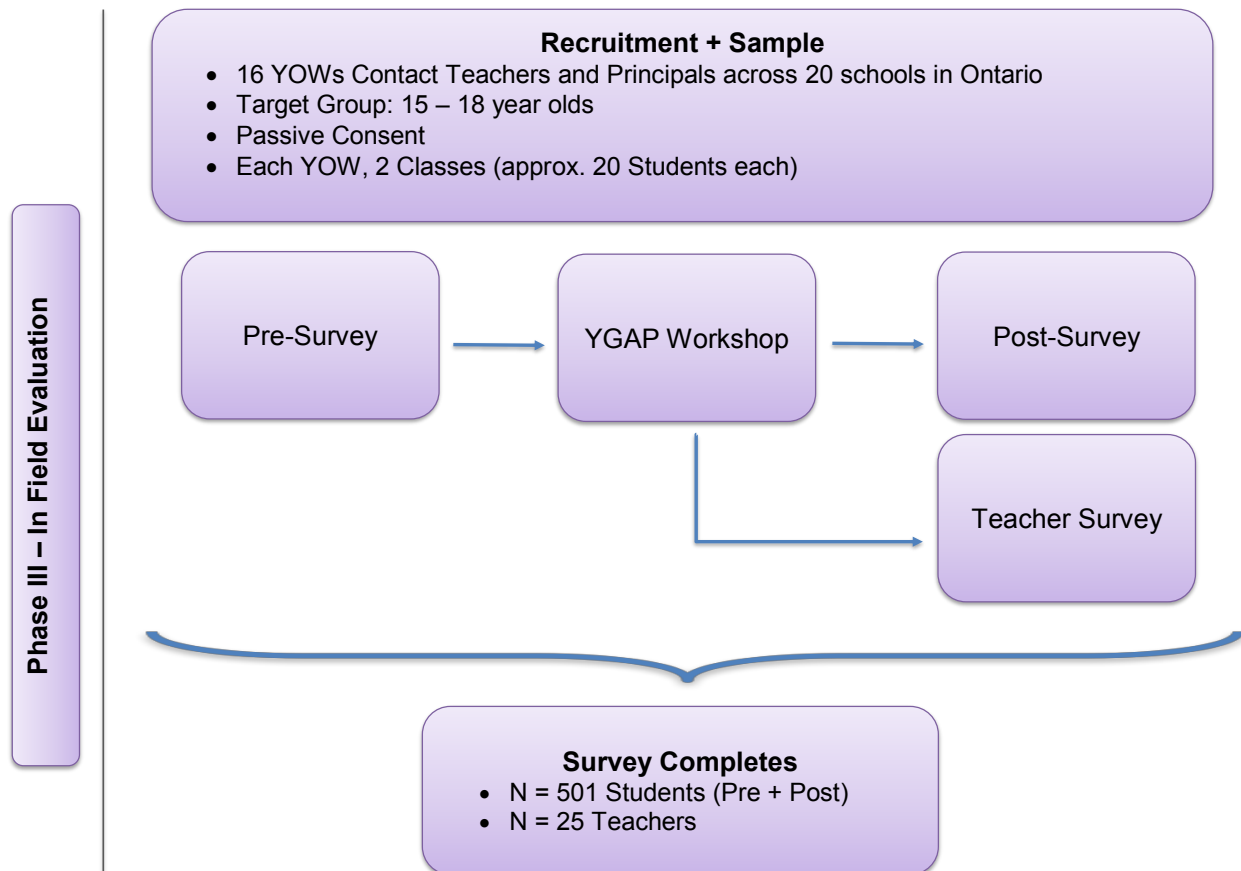 Phase III – In Field Evaluation
Recruitment + Sample
• 16 YOWs Contact Teachers and Principals across 20 schools in Ontario
• Target Group: 15 – 18 year olds
• Passive Consent
• Each YOW, 2 Classes (approx. 20 Students each)
Pre-Survey
YGAP Workshop
Post-Survey
Teacher Survey
Survey Completes
• N = 501 Students (Pre + Post)
• N = 25 Teachers